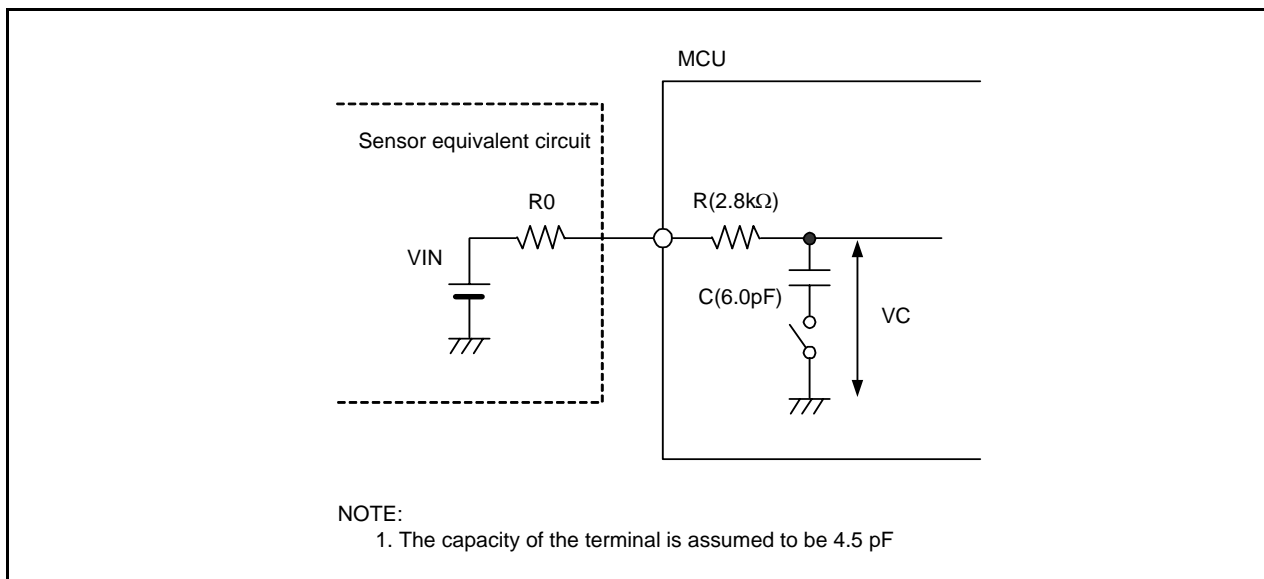 MCU
Sensor equivalent circuit
R0
R(2.8kΩ)
VIN
C(6.0pF)
VC
NOTE:
1. The capacity of the terminal is assumed to be 4.5 pF